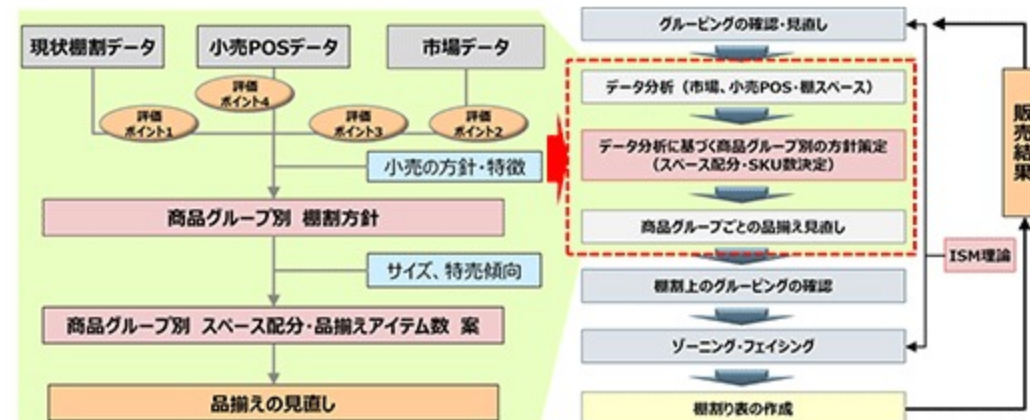 現状棚割データ
小売POSデータ
市場データ
評価
ポイント4
評価
ポイント1
評価
ポイント3
評価
ポイント2
小売の方針・特徴
商品グループ別 棚割方針
サイズ、特売傾向
商品グループ別 スペース配分・品揃えアイテム数 案
品揃えの見直し
グルーピングの確認・見直し
データ分析（市場、小売POS・棚スペース）
データ分析に基づく商品グループ別の方針策定
（スペース配分・SKU数決定）
商品グループごとの品揃え見直し
棚割上のグルーピングの確認
ゾーニング・フェイシング
棚割り表の作成
ISM理論
販売結果